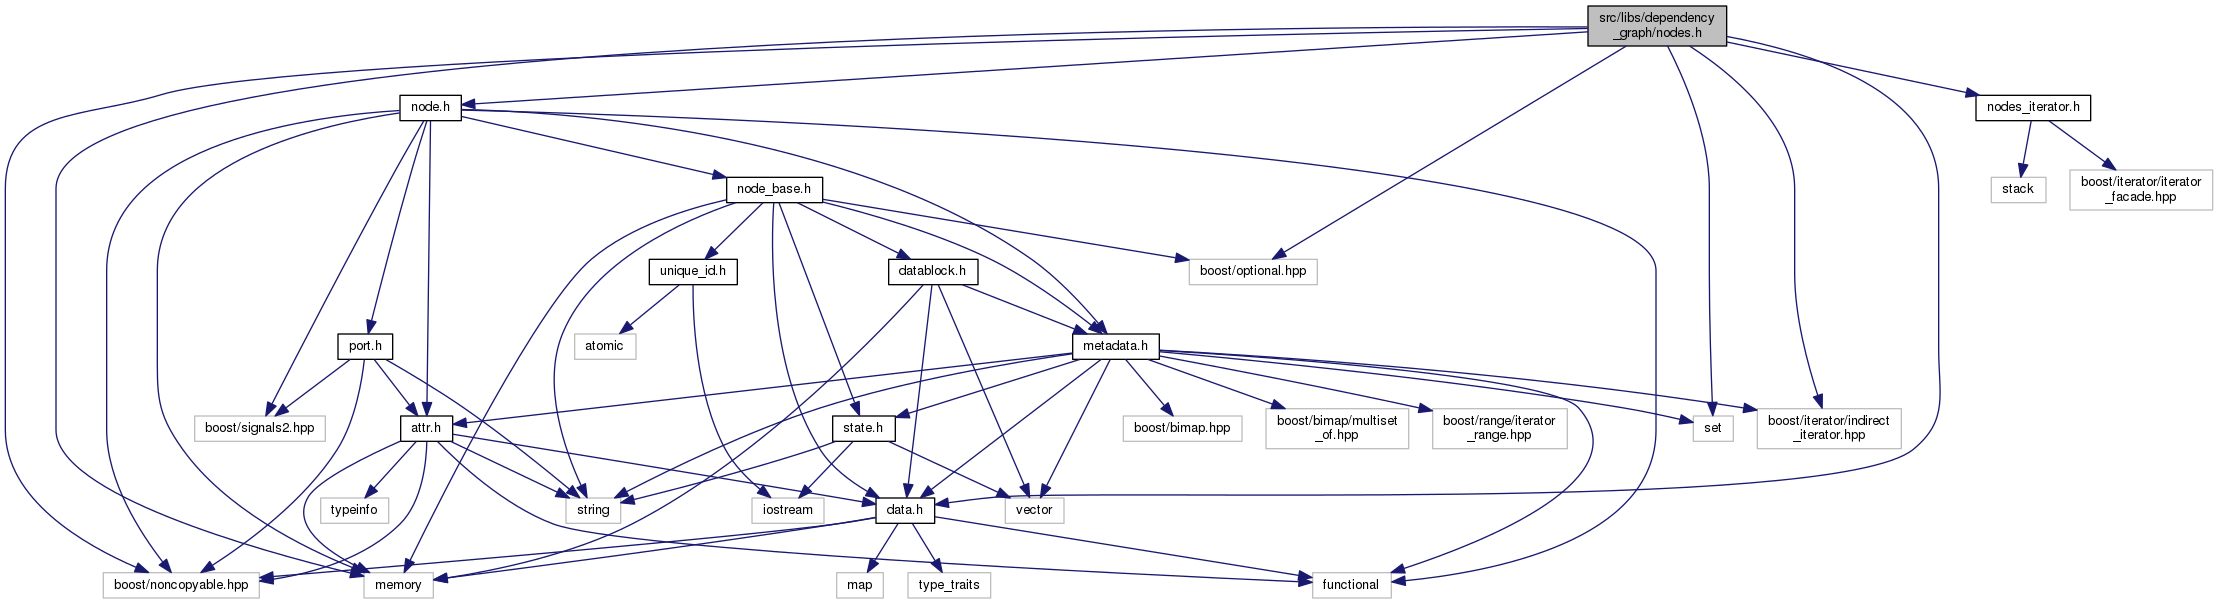 src/libs/dependency
_graph/nodes.h
node.h
nodes_iterator.h
node_base.h
stack
boost/iterator/iterator
_facade.hpp
unique_id.h
datablock.h
boost/optional.hpp
port.h
atomic
metadata.h
boost/signals2.hpp
attr.h
state.h
boost/bimap.hpp
boost/bimap/multiset
_of.hpp
boost/range/iterator
_range.hpp
set
boost/iterator/indirect
_iterator.hpp
typeinfo
string
iostream
data.h
vector
boost/noncopyable.hpp
memory
map
type_traits
functional